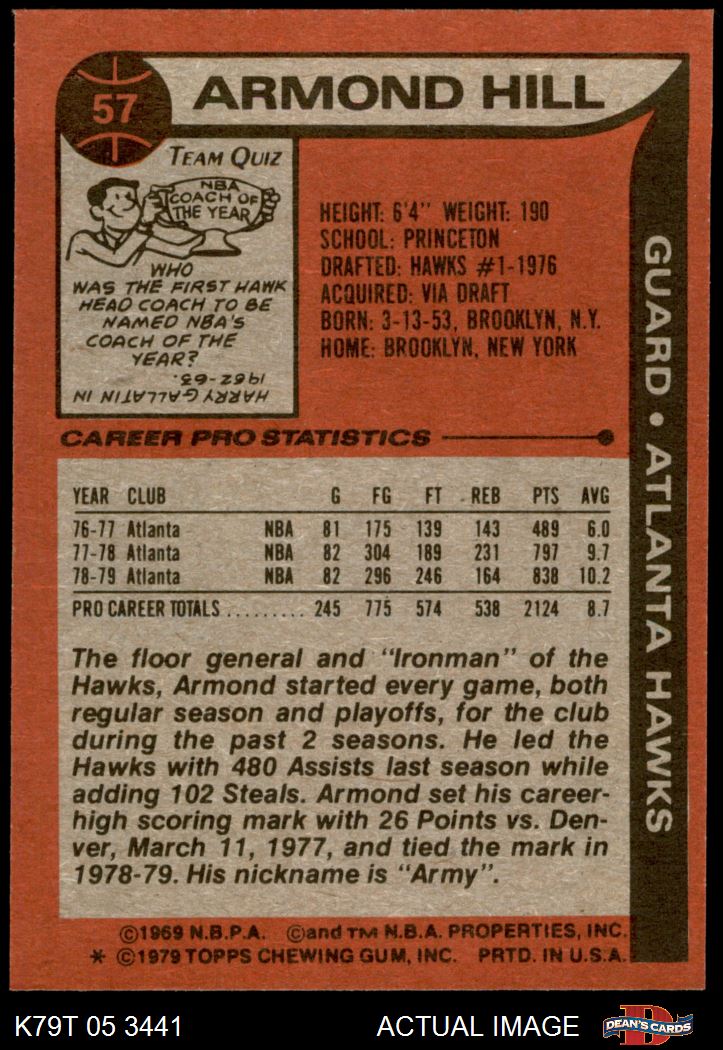 57
ARMOND HILL
TEAM QUIZ
NBA
COACH OF
THE YEAR
WHO
WAS THE FIRST HAWK
HEAD COACH TO BE
NAMED NBA'S
COACH OF THE
YEAR?
HARRY GALLATIN IN
1962-63.
HEIGHT: 6'4" WEIGHT: 190
SCHOOL: PRINCETON
DRAFTED: HAWKS #1-1976
ACQUIRED: VIA DRAFT
BORN: 3-13-53, BROOKLYN, N.Y.
HOME: BROOKLYN, NEW YORK
GUARD • ATLANTA HAWKS
CAREER PRO STATISTICS
YEAR CLUB G FG FT REB PTS AVG
76-77 Atlanta NBA 81 175 139 143 489 6.0
77-78 Atlanta NBA 82 304 189 231 797 9.7
78-79 Atlanta NBA 82 296 246 164 838 10.2
PRO CAREER TOTALS ......... 245 775 574 538 2124 8.7
The floor general and "Ironman" of the
Hawks, Armond started every game, both
regular season and playoffs, for the club
during the past 2 seasons. He led the
Hawks with 480 Assists last season while
adding 102 Steals. Armond set his career-
high scoring mark with 26 Points vs. Den-
ver, March 11, 1977, and tied the mark in
1978-79. His nickname is "Army".
©1969 N.B.P.A. ©and TM N.B.A. PROPERTIES, INC.
* ©1979 TOPPS CHEWING GUM, INC. PRTD. IN U.S.A.
K79T 05 3441
ACTUAL IMAGE
D
DEAN'S CARDS